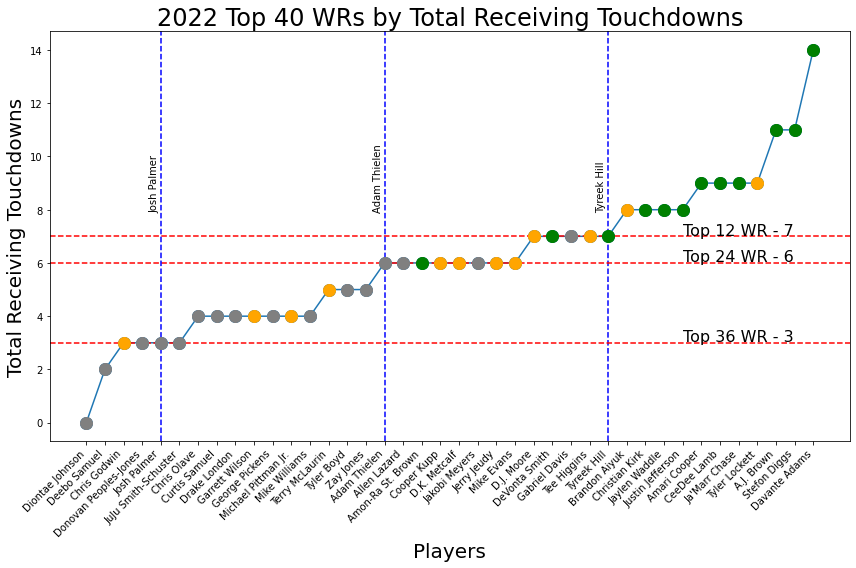 2022 Top 40 WRs by Total Receiving Touchdowns
Total Receiving Touchdowns
14
12
10
8
6
4
2
0
Josh Palmer
Adam Thielen
Tyreek Hill
Top 12 WR - 7
Top 24 WR - 6
Top 36 WR - 3
Diontae Johnson
Deebo Samuel
Chris Godwin
Donovan Peoples-Jones
Josh Palmer
JuJu Smith-Schuster
Chris Olave
Curtis Samuel
Drake London
Garrett Wilson
George Pickens
Michael Pittman Jr.
Mike Williams
Terry McLaurin
Tyler Boyd
Zay Jones
Adam Thielen
Allen Lazard
Amon-Ra St. Brown
Cooper Kupp
D.K. Metcalf
Jakobi Meyers
Jerry Jeudy
Mike Evans
D.J. Moore
DeVonta Smith
Gabriel Davis
Tee Higgins
Tyreek Hill
Brandon Aiyuk
Christian Kirk
Jaylen Waddle
Justin Jefferson
Amari Cooper
CeeDee Lamb
Ja'Marr Chase
Tyler Lockett
A.J. Brown
Stefon Diggs
Davante Adams
Players